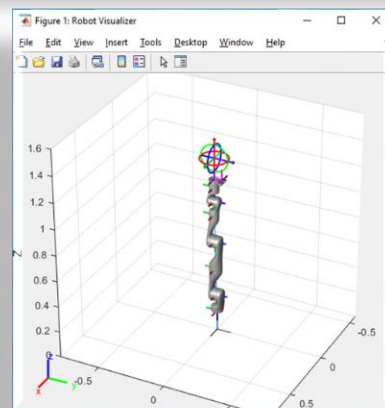 Figure 1: Robot Visualizer
File Edit View Insert Tools Desktop Window Help
1.6
1.4
1.2
1
0.8
0.6
0.4
0.2
0
Z
-0.5
0
0.5
-0.5
0
x
y
z